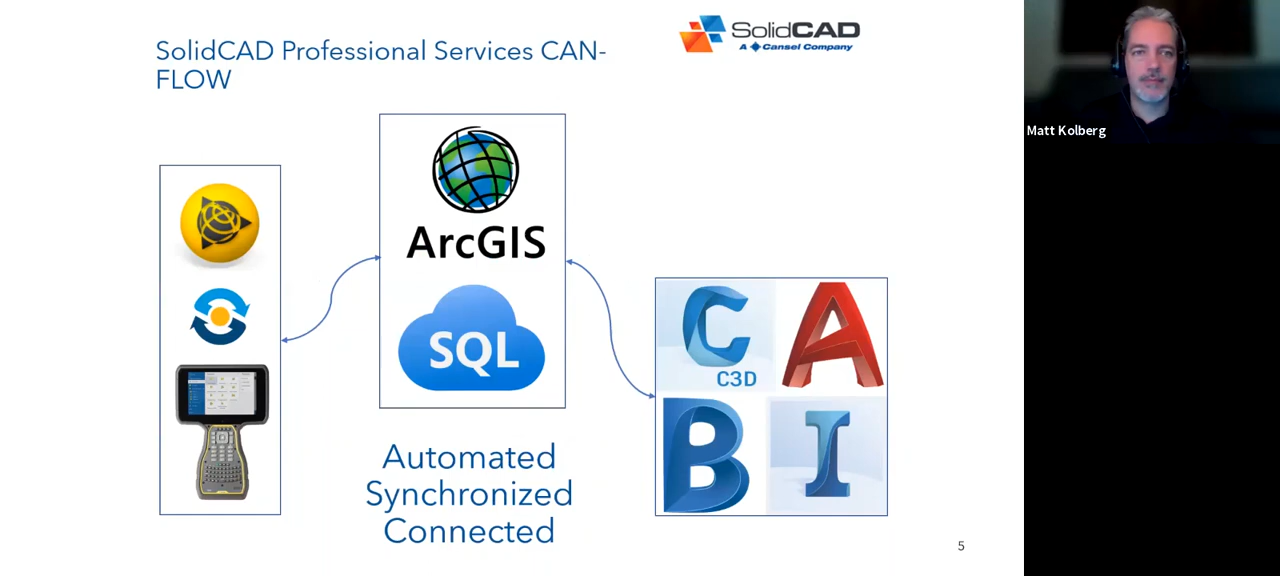 SolidCAD Professional Services CAN-
FLOW
SolidCAD
A Cansel Company
Matt Kolberg
ArcGIS
SQL
C3D
A
B
I
Automated
Synchronized
Connected
5